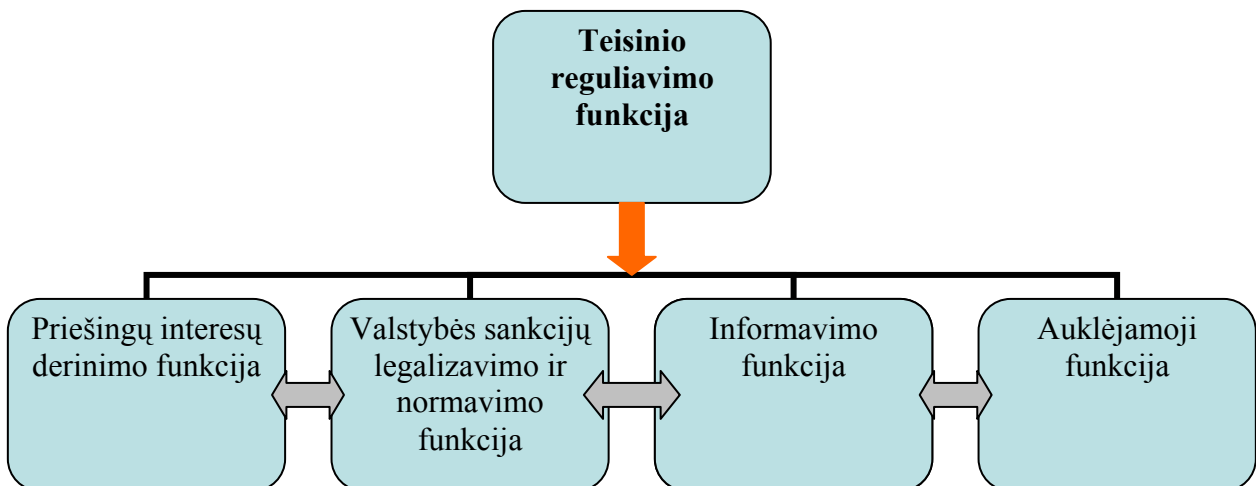 Teisinio
reguliavimo
funkcija
Priešingų interesų
derinimo funkcija
Valstybės sankcijų
legalizavimo ir
normavimo
funkcija
Informavimo
funkcija
Auklėjamoji
funkcija